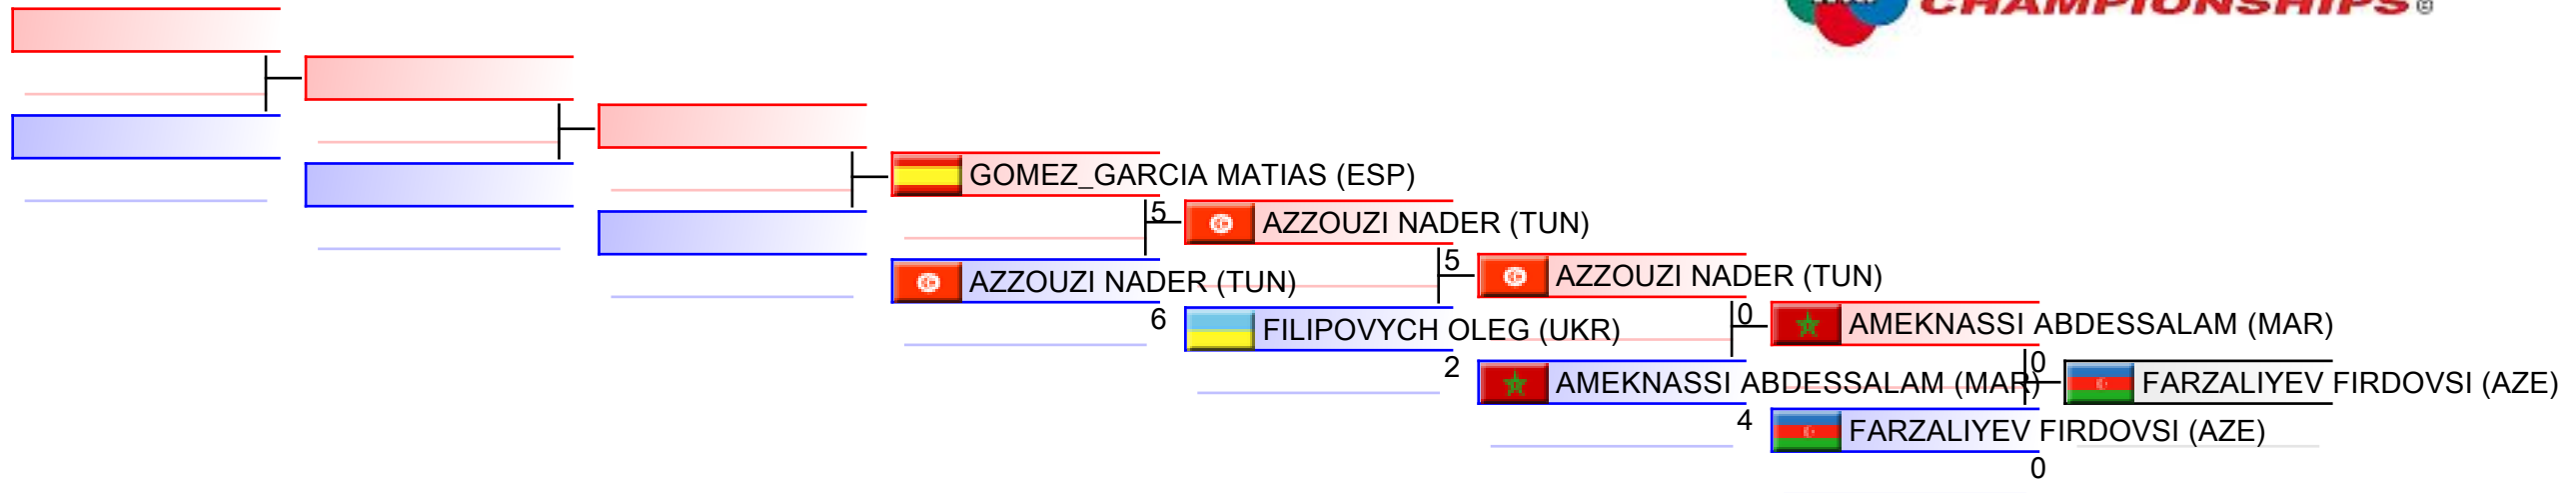 CHAMPIONSHIPS®
GOMEZ_GARCIA MATIAS (ESP)
5
AZZOUZI NADER (TUN)
AZZOUZI NADER (TUN)
6
5
AZZOUZI NADER (TUN)
FILIPOVYCH OLEG (UKR)
2
0
AMEKNASSI ABDESSALAM (MAR)
AMEKNASSI ABDESSALAM (MAR)
4
0
FARZALIYEV FIRDOVSI (AZE)
FARZALIYEV FIRDOVSI (AZE)
0